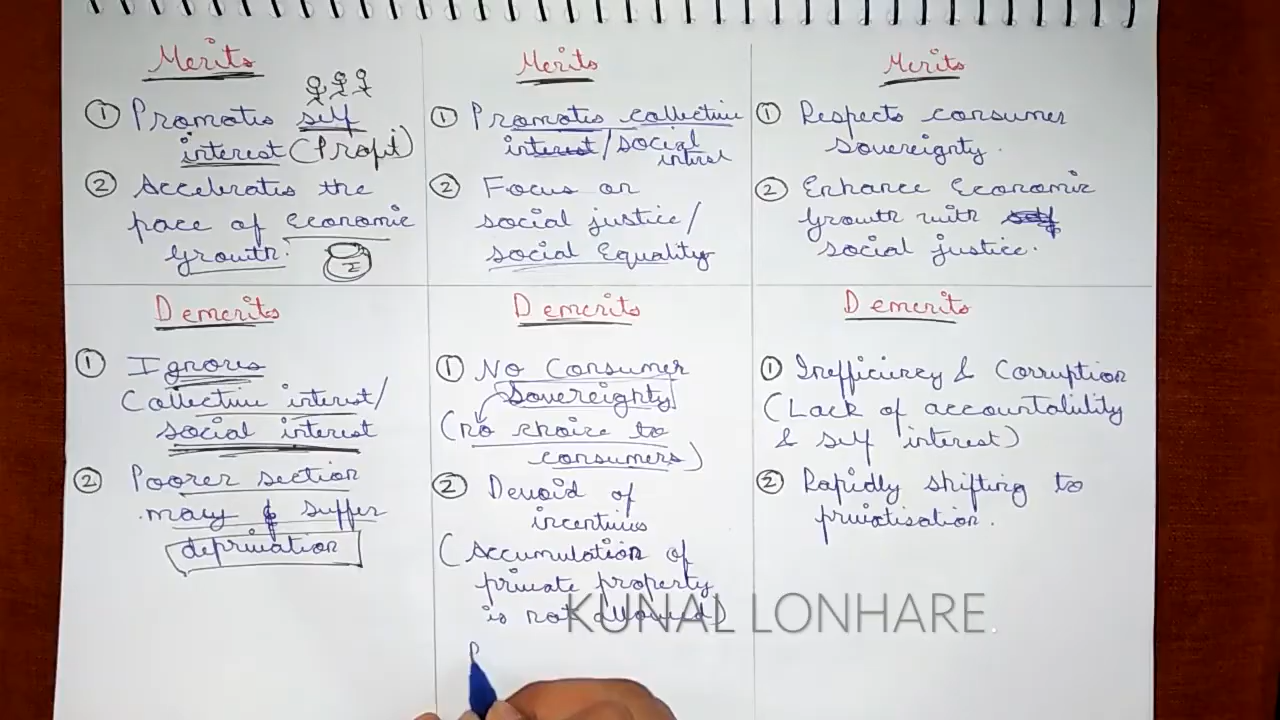 Merits
① Promotes self
interest (Profit)
② Accelerates the
pace of economic
growth.
Demerits
① Ignores
Collective interest/
social interest
② Poorer section
may suffer
deprivation
Merits
① Promotes collective
interest/social
interest
② Focus on
social justice/
social Equality
Demerits
① No Consumer
Sovereignty
(no choice to
consumers)
② Devoid of
incentives
(Accumulation of
private property
is not allowed)
Merits
① Respects consumer
sovereignty.
② Enhance Economic
growth with self
social justice.
Demerits
① Inefficiency & Corruption
(Lack of accountability
& self interest)
② Rapidly shifting to
privatisation.
KUNAL LONHARE.